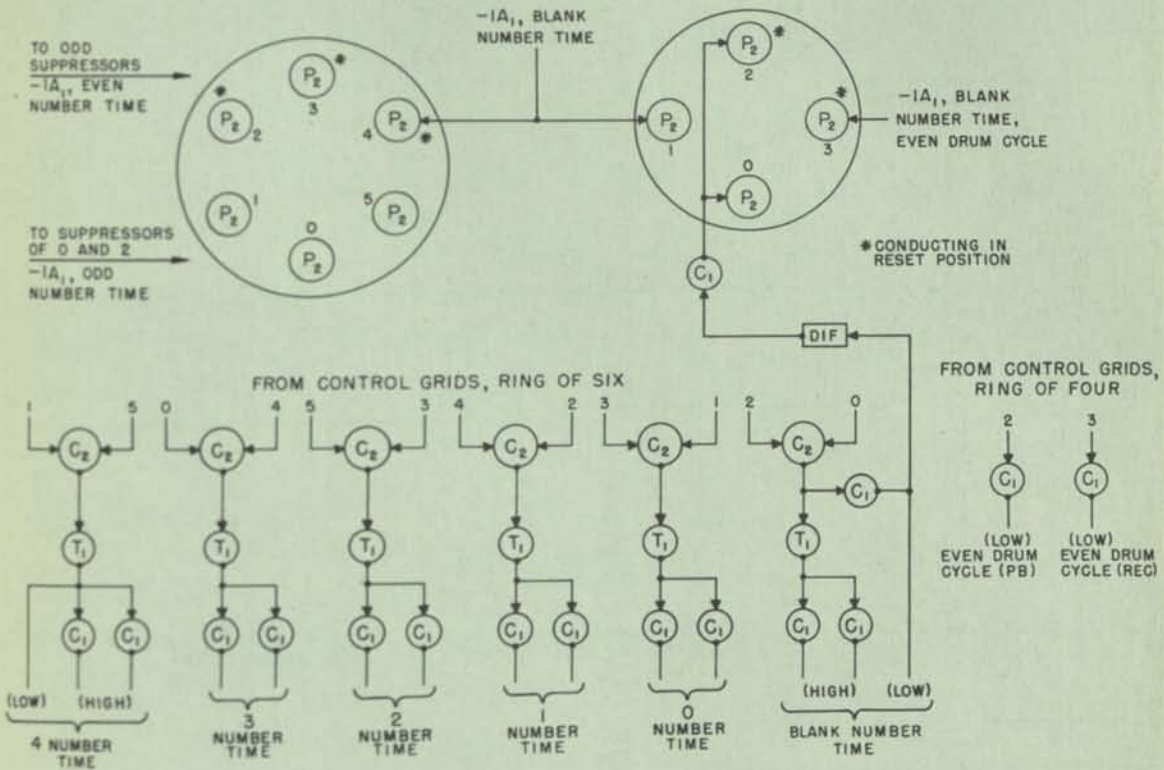 -1A₁, BLANK
NUMBER TIME
TO ODD
SUPPRESSORS
-1A₁, EVEN
NUMBER TIME
P₂ *
3
* P₂ 2
4 P₂ *
P₂ 1
5 P₂
0
P₂
TO SUPPRESSORS
OF 0 AND 2
-1A₁, ODD
NUMBER TIME
P₂ *
2
P₂
1
* P₂
3
0
P₂
-1A₁, BLANK
NUMBER TIME,
EVEN DRUM CYCLE
* CONDUCTING IN
RESET POSITION
C₁
DIF
FROM CONTROL GRIDS, RING OF SIX
FROM CONTROL GRIDS,
RING OF FOUR
1 5 0 4 5 3 4 2 3 1 2 0
2 3
C₂ C₂ C₂ C₂ C₂ C₂
C₁ C₁ C₁
T₁ T₁ T₁ T₁ T₁ T₁
(LOW)
EVEN DRUM
CYCLE (PB)
(LOW)
EVEN DRUM
CYCLE (REC)
C₁ C₁ C₁ C₁ C₁ C₁ C₁ C₁ C₁ C₁ C₁ C₁
(LOW) (HIGH)
4 NUMBER
TIME
3
NUMBER
TIME
2
NUMBER
TIME
1
NUMBER
TIME
0
NUMBER
TIME
(HIGH) (LOW)
BLANK NUMBER
TIME